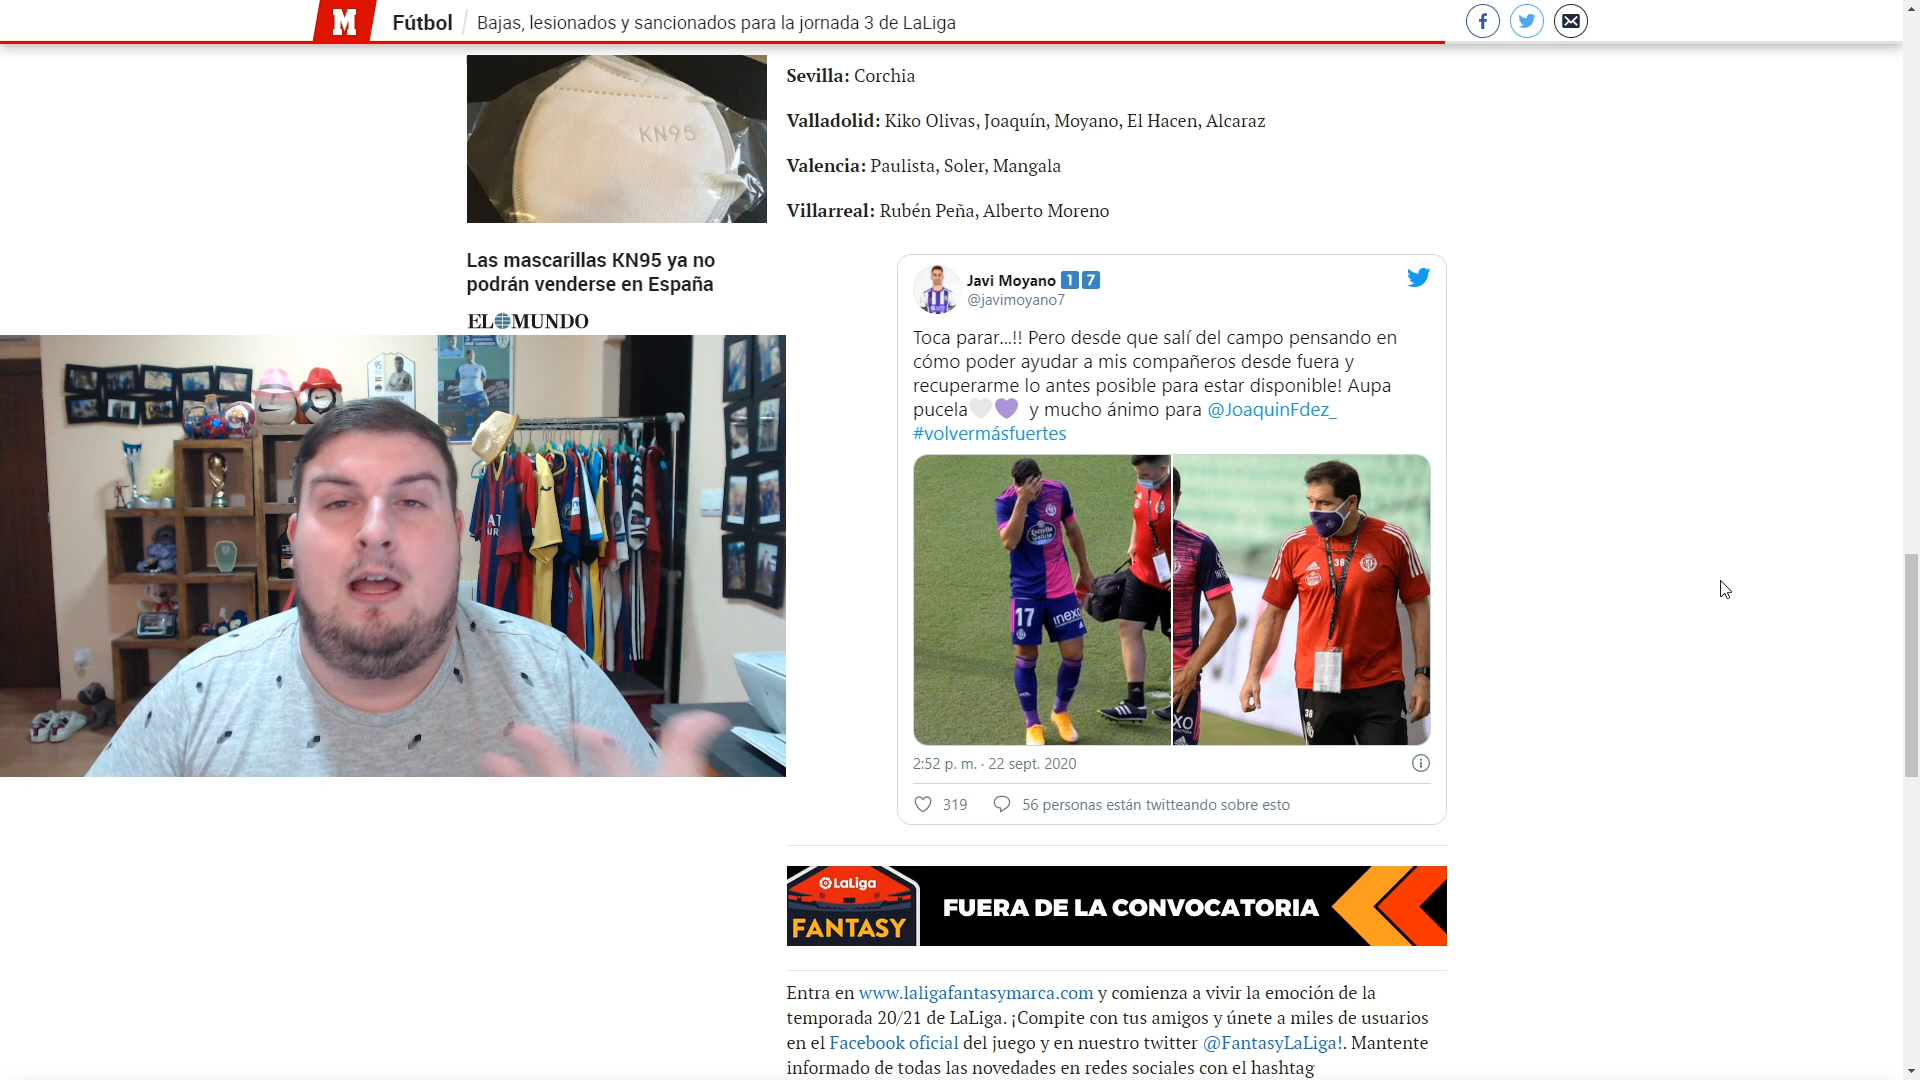 M Fútbol Bajas, lesionados y sancionados para la jornada 3 de LaLiga
KN95
Las mascarillas KN95 ya no
podrán venderse en España
EL MUNDO
Sevilla: Corchia
Valladolid: Kiko Olivas, Joaquín, Moyano, El Hacen, Alcaraz
Valencia: Paulista, Soler, Mangala
Villarreal: Rubén Peña, Alberto Moreno
Javi Moyano 1️⃣7️⃣
@javimoyano7
Toca parar...!! Pero desde que salí del campo pensando en
cómo poder ayudar a mis compañeros desde fuera y
recuperarme lo antes posible para estar disponible! Aupa
pucela🤍💜 y mucho ánimo para @JoaquinFdez_
#volvermásfuertes
Estrella
Galicia
17
inexo
38
38
2:52 p. m. · 22 sept. 2020
319 56 personas están twitteando sobre esto
LaLiga
FANTASY
FUERA DE LA CONVOCATORIA
Entra en www.laligafantasymarca.com y comienza a vivir la emoción de la
temporada 20/21 de LaLiga. ¡Compite con tus amigos y únete a miles de usuarios
en el Facebook oficial del juego y en nuestro twitter @FantasyLaLiga!. Mantente
informado de todas las novedades en redes sociales con el hashtag